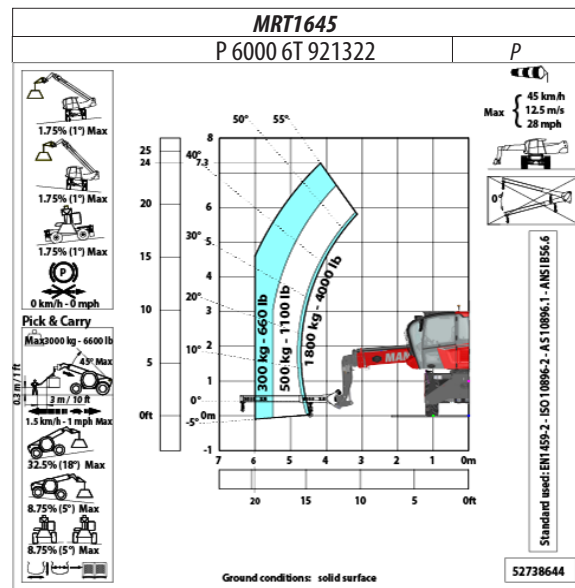 MRT1645
P 6000 6T 921322
P
1.75% (1°) Max
1.75% (1°) Max
1.75% (1°) Max
P
0 km/h - 0 mph
Pick & Carry
Max3000 kg - 6600 lb
45° Max
0.3 m / 1 ft
3 m / 10 ft
1.5 km/h - 1 mph Max
32.5% (18°) Max
8.75% (5°) Max
8.75% (5°) Max
50°
55°
40°
30°
20°
10°
0°
-5°
25
24
20
15
10
5
0ft
8
7.3
6
5
4
3
2
1
0m
-1
300 kg - 660 lb
500 kg - 1100 lb
1800 kg - 4000 lb
MAN
7
6
5
4
3
2
1
0m
20
15
10
5
0ft
Ground conditions: solid surface
Max { 45 km/h
12.5 m/s
28 mph
0°
Standard used: EN1459-2 - ISO 10896-2 - AS 10896.1 - ANSI B56.6
52738644